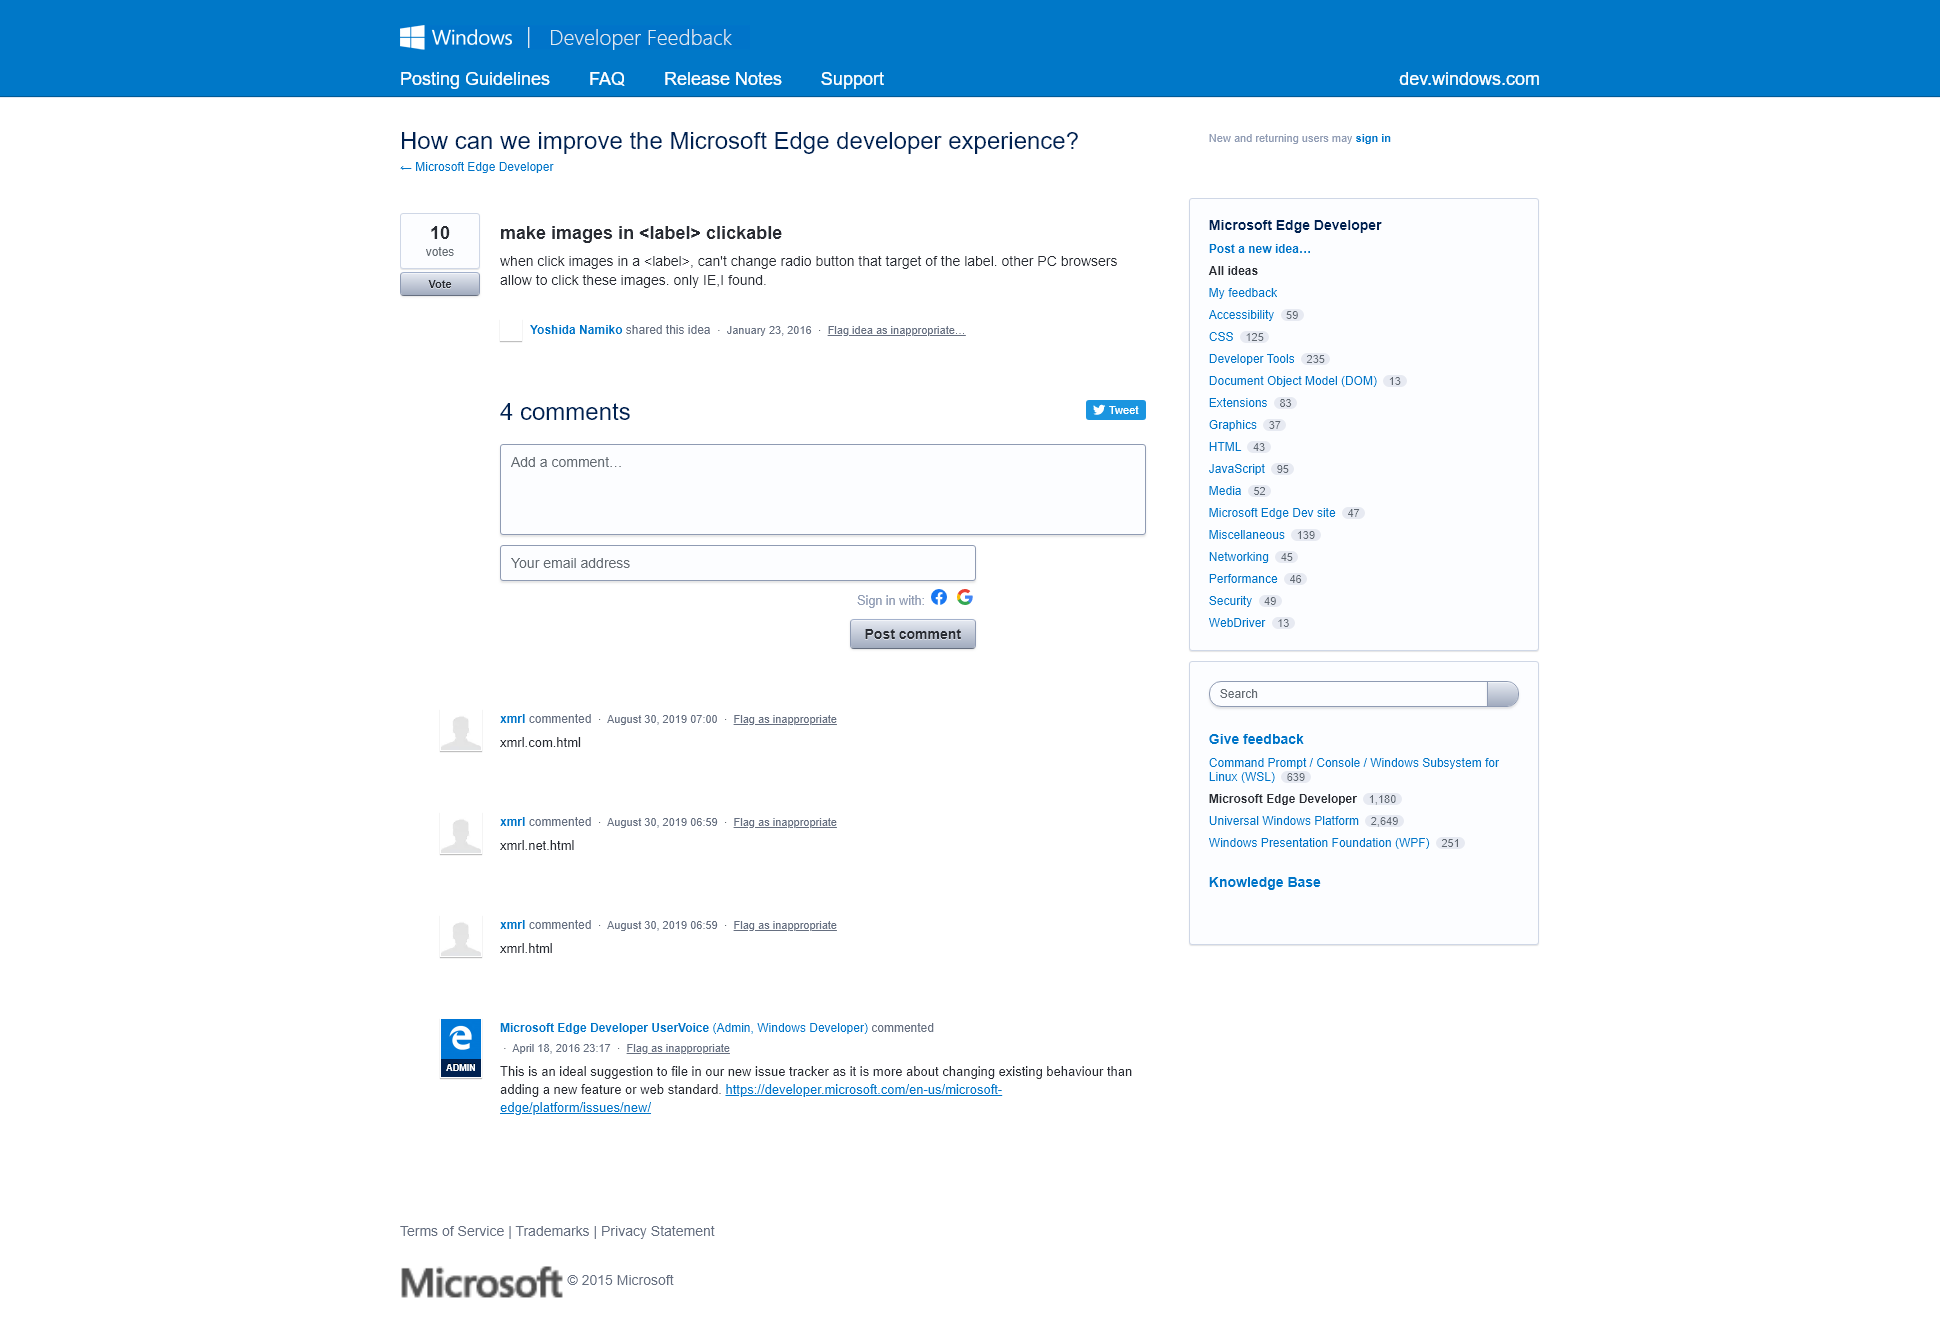 Windows | Developer Feedback
Posting Guidelines FAQ Release Notes Support dev.windows.com
How can we improve the Microsoft Edge developer experience?
← Microsoft Edge Developer
New and returning users may sign in
10
votes
Vote
make images in <label> clickable
when click images in a <label>, can't change radio button that target of the label. other PC browsers
allow to click these images. only IE,I found.
Yoshida Namiko shared this idea · January 23, 2016 · Flag idea as inappropriate…
4 comments
Tweet
Add a comment…
Your email address
Sign in with:
Post comment
xmrl commented · August 30, 2019 07:00 · Flag as inappropriate
xmrl.com.html
xmrl commented · August 30, 2019 06:59 · Flag as inappropriate
xmrl.net.html
xmrl commented · August 30, 2019 06:59 · Flag as inappropriate
xmrl.html
ADMIN
Microsoft Edge Developer UserVoice (Admin, Windows Developer) commented
· April 18, 2016 23:17 · Flag as inappropriate
This is an ideal suggestion to file in our new issue tracker as it is more about changing existing behaviour than
adding a new feature or web standard. https://developer.microsoft.com/en-us/microsoft-
edge/platform/issues/new/
Microsoft Edge Developer
Post a new idea…
All ideas
My feedback
Accessibility 59
CSS 125
Developer Tools 235
Document Object Model (DOM) 13
Extensions 83
Graphics 37
HTML 43
JavaScript 95
Media 52
Microsoft Edge Dev site 47
Miscellaneous 139
Networking 45
Performance 46
Security 49
WebDriver 13
Search
Give feedback
Command Prompt / Console / Windows Subsystem for
Linux (WSL) 639
Microsoft Edge Developer 1,180
Universal Windows Platform 2,649
Windows Presentation Foundation (WPF) 251
Knowledge Base
Terms of Service | Trademarks | Privacy Statement
Microsoft © 2015 Microsoft